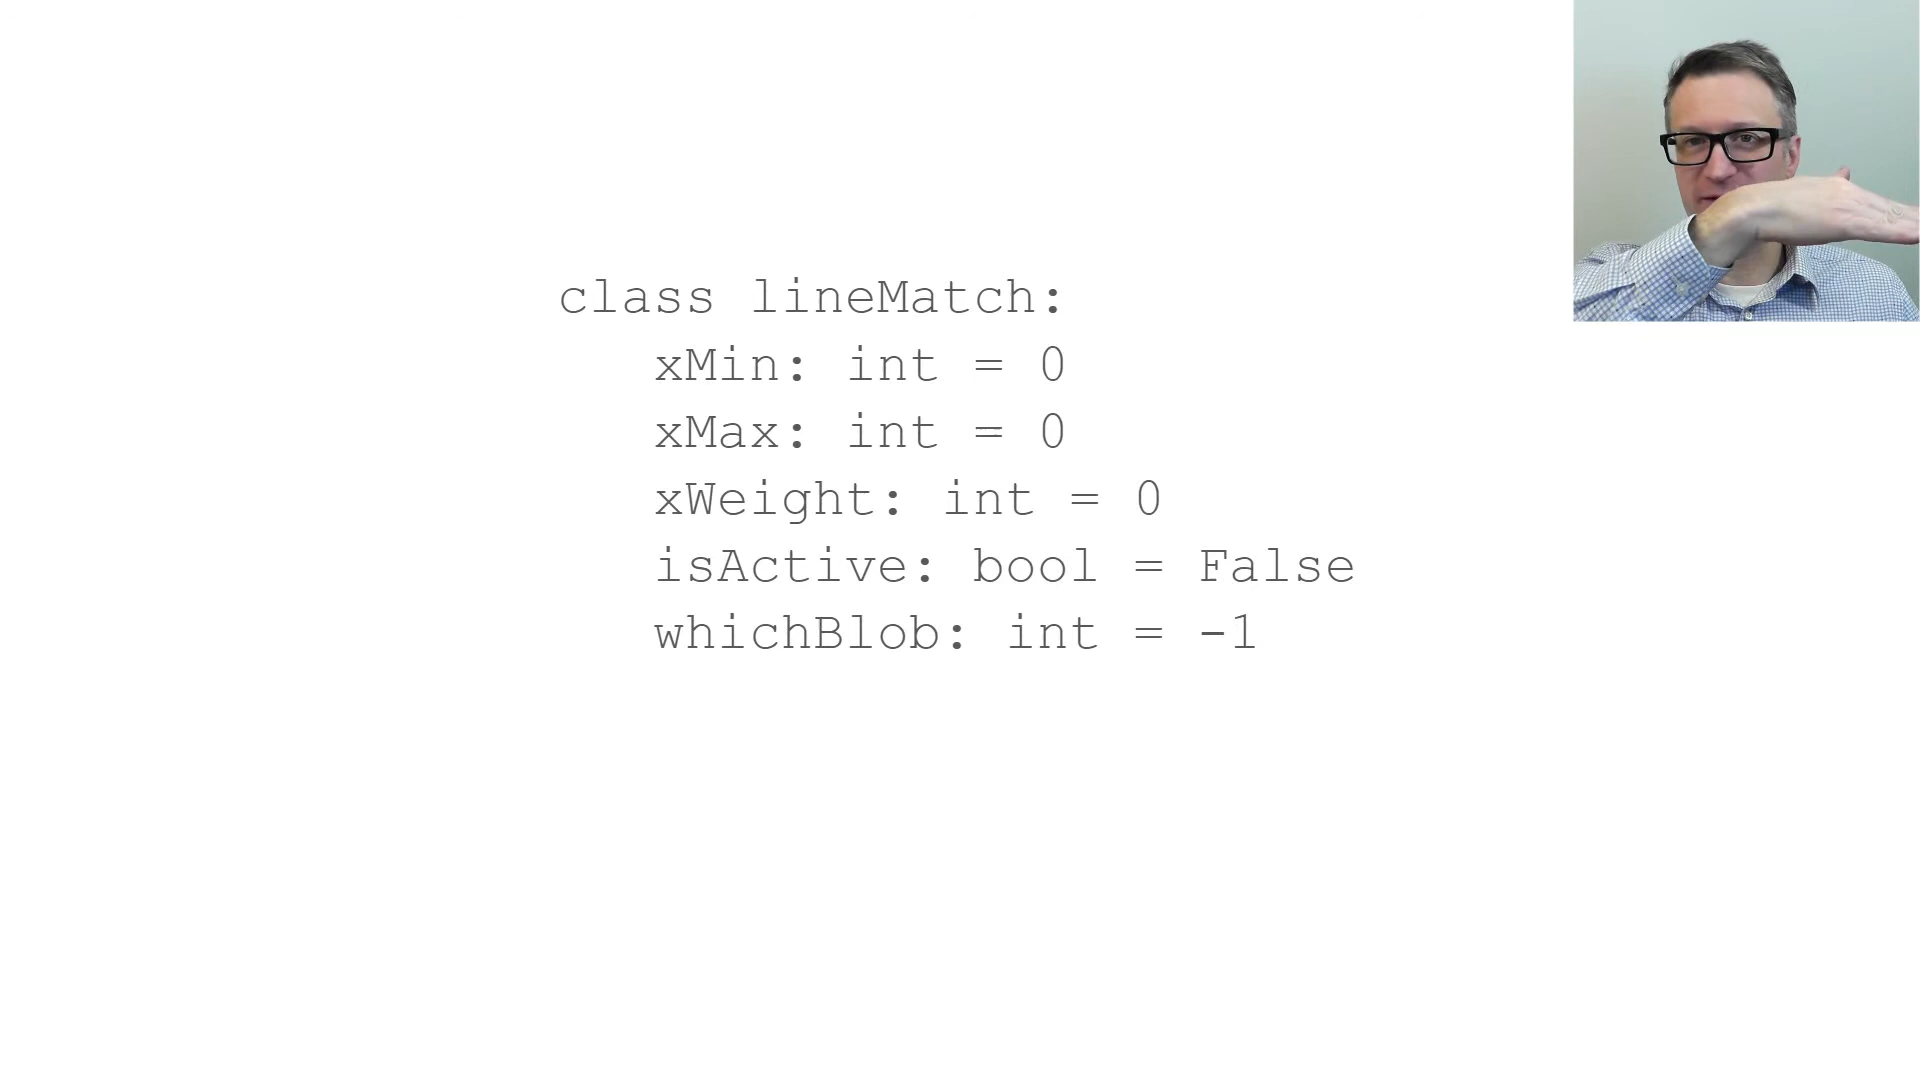 class lineMatch:
xMin: int = 0
xMax: int = 0
xWeight: int = 0
isActive: bool = False
whichBlob: int = -1